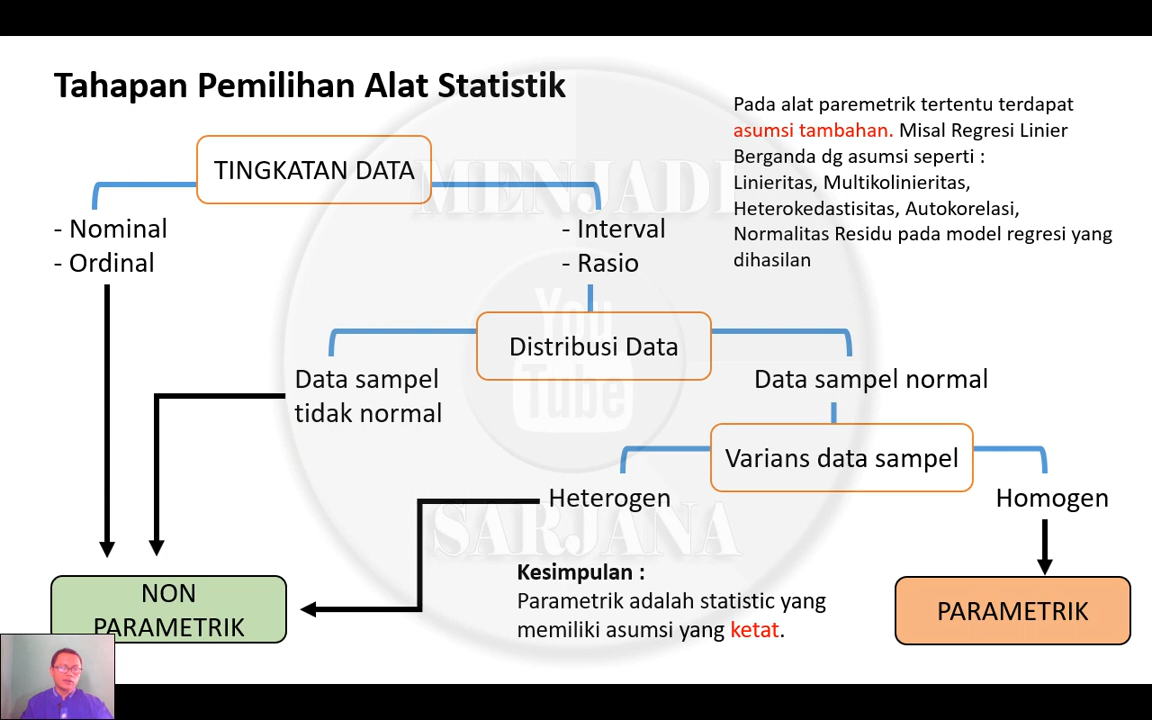 Tahapan Pemilihan Alat Statistik
Pada alat paremetrik tertentu terdapat
asumsi tambahan. Misal Regresi Linier
Berganda dg asumsi seperti :
Linieritas, Multikolinieritas,
Heterokedastisitas, Autokorelasi,
Normalitas Residu pada model regresi yang
dihasilan
TINGKATAN DATA
- Nominal
- Ordinal
- Interval
- Rasio
Distribusi Data
Data sampel
tidak normal
Data sampel normal
Varians data sampel
Heterogen
Homogen
Kesimpulan :
Parametrik adalah statistic yang
memiliki asumsi yang ketat.
NON
PARAMETRIK
PARAMETRIK
MENJADI
You
Tube
SARJANA